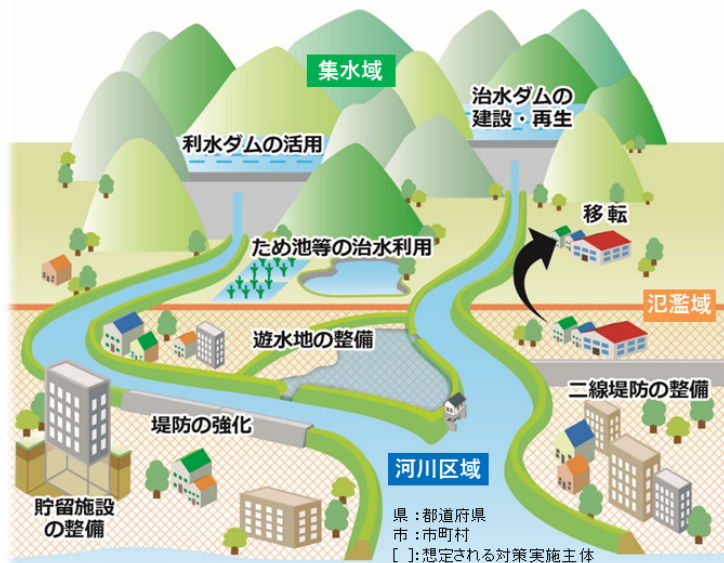 集水域
治水ダムの
建設・再生
利水ダムの活用
移転
ため池等の治水利用
氾濫域
遊水地の整備
二線堤防の整備
堤防の強化
河川区域
貯留施設
の整備
県：都道府県
市：市町村
[ ]：想定される対策実施主体